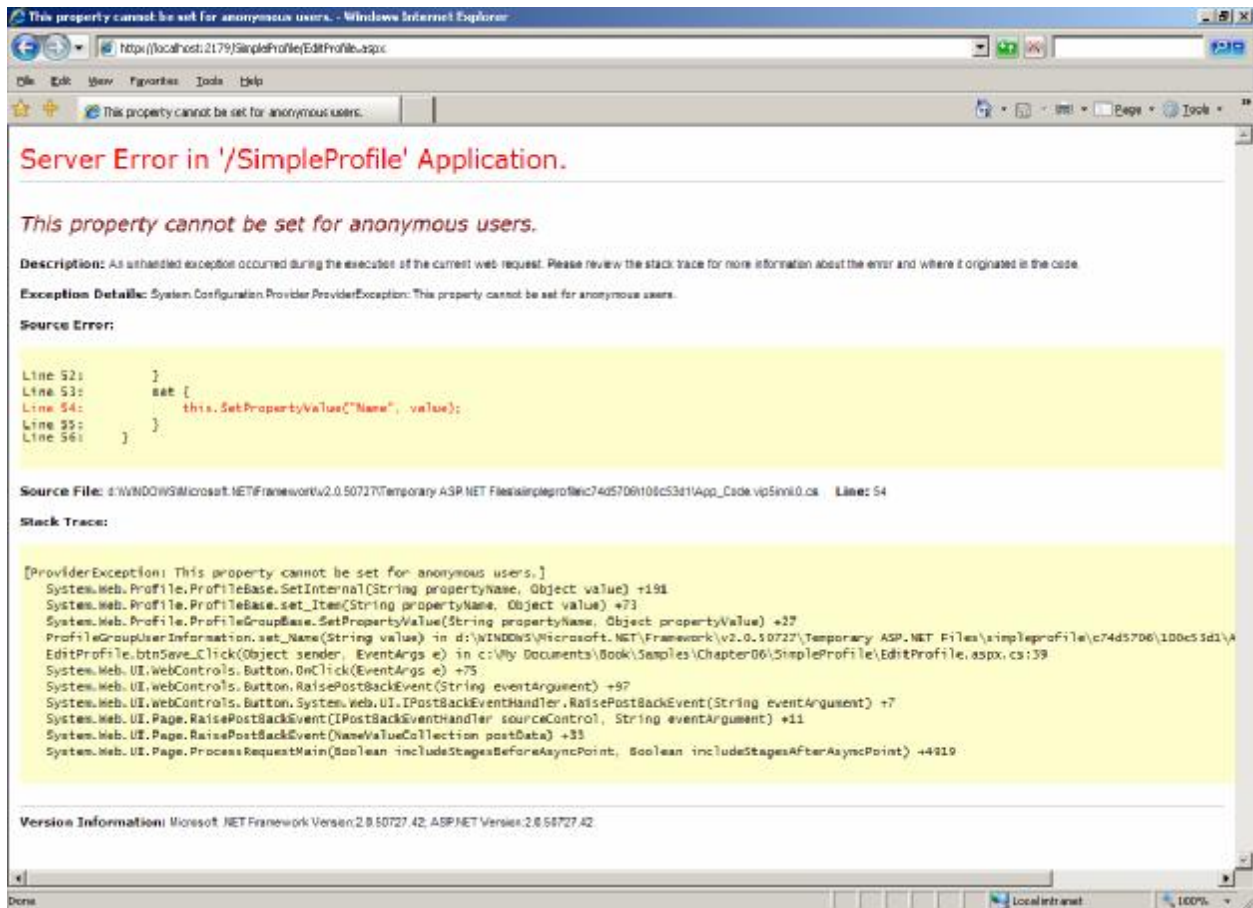 This property cannot be set for anonymous users. - Windows Internet Explorer
http://localhost:2179/SimpleProfile/EditProfile.aspx
File Edit View Favorites Tools Help
This property cannot be set for anonymous users.
Page Tools
Server Error in '/SimpleProfile' Application.
This property cannot be set for anonymous users.
Description: An unhandled exception occurred during the execution of the current web request. Please review the stack trace for more information about the error and where it originated in the code.
Exception Details: System.Configuration.Provider.ProviderException: This property cannot be set for anonymous users.
Source Error:
Line 52: }
Line 53: set {
Line 54: this.SetPropertyValue("Name", value);
Line 55: }
Line 56: }
Source File: d:\WINDOWS\Microsoft.NET\Framework\v2.0.50727\Temporary ASP.NET Files\simpleprofile\c74d5706\100c53d1\ Line: 54
Stack Trace:
[ProviderException: This property cannot be set for anonymous users.]
System.Web.Profile.ProfileBase.SetInternal(String propertyName, Object value) +191
System.Web.Profile.ProfileBase.set_Item(String propertyName, Object value) +73
System.Web.Profile.ProfileGroupBase.SetPropertyValue(String propertyName, Object propertyValue) +27
ProfileGroupUserInformation.set_Name(String value) in d:\WINDOWS\Microsoft.NET\Framework\v2.0.50727\Temporary ASP.NET Files\simpleprofile\c74d5706\100c53d1\A
EditProfile.btnSave_Click(Object sender, EventArgs e) in c:\My Documents\Book\Samples\Chapter06\SimpleProfile\EditProfile.aspx.cs:39
System.Web.UI.WebControls.Button.OnClick(EventArgs e) +75
System.Web.UI.WebControls.Button.RaisePostBackEvent(String eventArgument) +97
System.Web.UI.WebControls.Button.System.Web.UI.IPostBackEventHandler.RaisePostBackEvent(String eventArgument) +7
System.Web.UI.Page.RaisePostBackEvent(IPostBackEventHandler sourceControl, String eventArgument) +11
System.Web.UI.Page.RaisePostBackEvent(NameValueCollection postData) +33
System.Web.UI.Page.ProcessRequestMain(Boolean includeStagesBeforeAsyncPoint, Boolean includeStagesAfterAsyncPoint) +4919
Version Information: Microsoft .NET Framework Version:2.0.50727.42; ASP.NET Version:2.0.50727.42
Done
Local intranet
100%